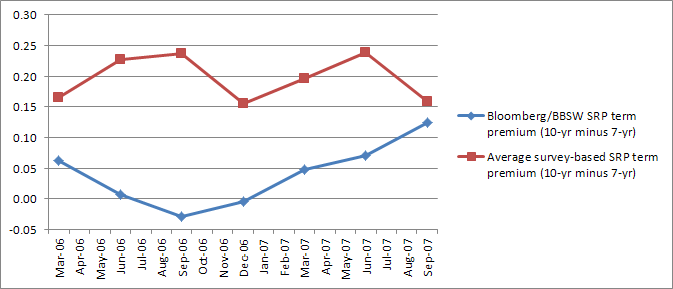 0.30
0.25
0.20
0.15
0.10
0.05
0.00
-0.05
Mar-06
Apr-06
May-06
Jun-06
Jul-06
Aug-06
Sep-06
Oct-06
Nov-06
Dec-06
Jan-07
Feb-07
Mar-07
Apr-07
May-07
Jun-07
Jul-07
Aug-07
Sep-07
Bloomberg/BBSW SRP term
premium (10-yr minus 7-yr)
Average survey-based SRP term
premium (10-yr minus 7-yr)